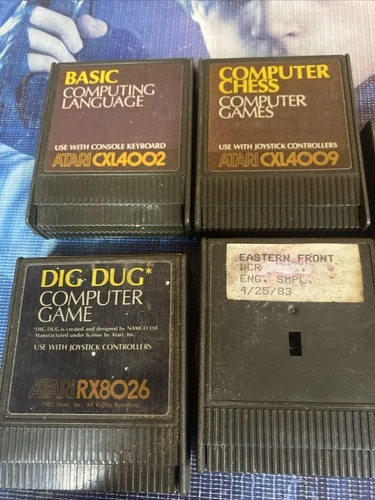 BASIC
COMPUTING
LANGUAGE
USE WITH CONSOLE KEYBOARD
ATARI CXL4002
COMPUTER
CHESS
COMPUTER
GAMES
USE WITH JOYSTICK CONTROLLERS
ATARI CXL4009
DIG DUG*
COMPUTER
GAME
*DIG DUG is created and designed by NAMCO Ltd
Manufactured under license by Atari, Inc.
USE WITH JOYSTICK CONTROLLERS
ATARI RX8026
1982 Atari, Inc. All Rights Reserved
EASTERN FRONT
NCR
ENG. SMPL.
4/25/83